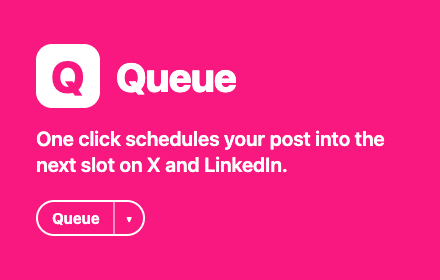 Q Queue
One click schedules your post into the
next slot on X and LinkedIn.
Queue ▾